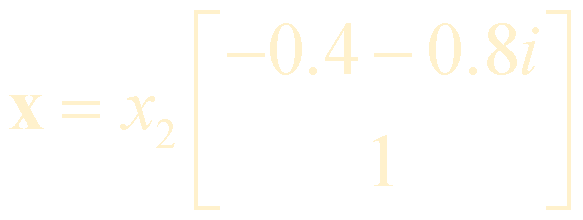 x = x₂ [ −0.4 − 0.8i
1 ]